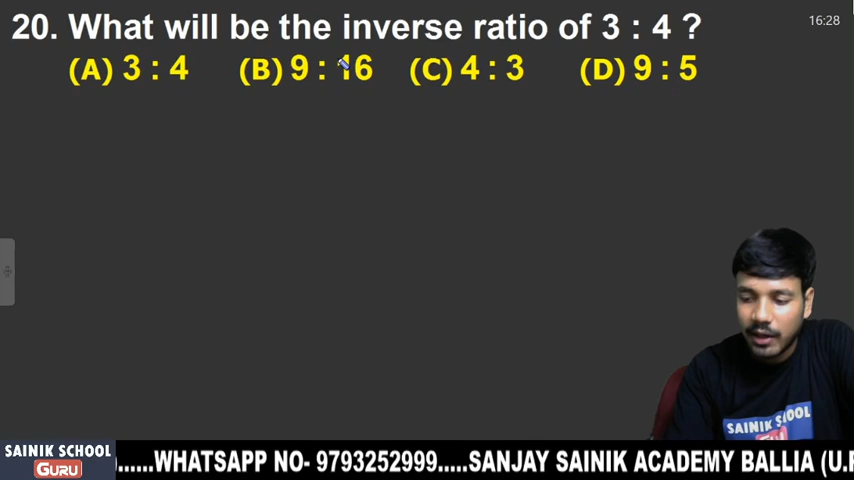 20. What will be the inverse ratio of 3 : 4 ?
16:28
(A) 3 : 4 (B) 9 : 16 (C) 4 : 3 (D) 9 : 5
SAINIK SCHOOL
SAINIK SCHOOL
GURU
......WHATSAPP NO- 9793252999.....SANJAY SAINIK ACADEMY BALLIA (U.